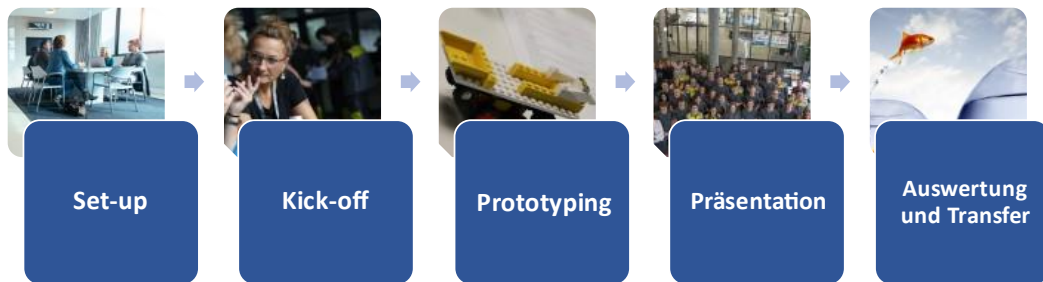 Set-up
Kick-off
Prototyping
Präsentation
Auswertung
und Transfer